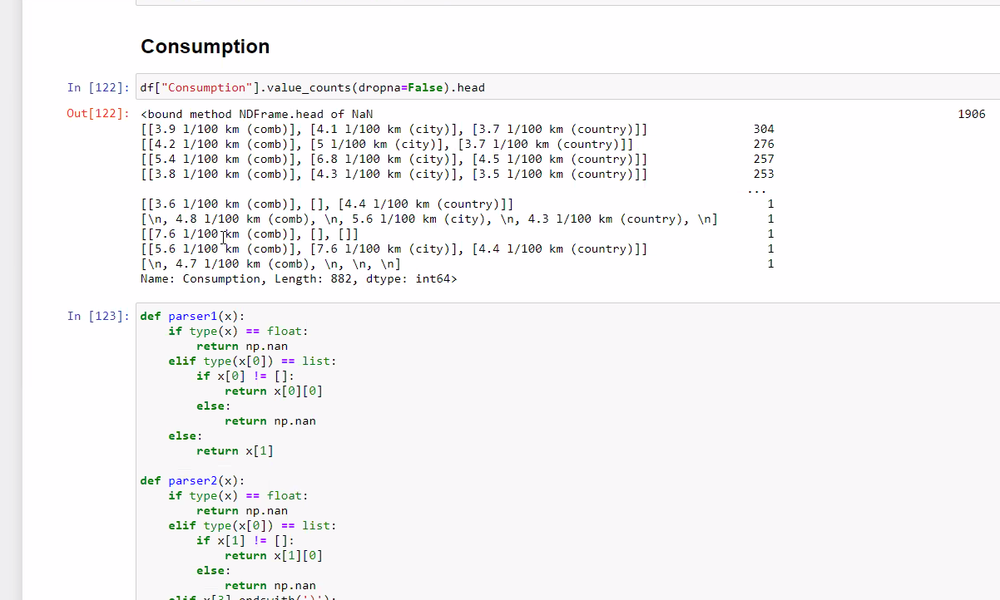 Consumption
In [122]: df["Consumption"].value_counts(dropna=False).head
Out[122]: <bound method NDFrame.head of NaN 1906
[[3.9 l/100 km (comb)], [4.1 l/100 km (city)], [3.7 l/100 km (country)]] 304
[[4.2 l/100 km (comb)], [5 l/100 km (city)], [3.7 l/100 km (country)]] 276
[[5.4 l/100 km (comb)], [6.8 l/100 km (city)], [4.5 l/100 km (country)]] 257
[[3.8 l/100 km (comb)], [4.3 l/100 km (city)], [3.5 l/100 km (country)]] 253
...
[[3.6 l/100 km (comb)], [], [4.4 l/100 km (country)]] 1
[\n, 4.8 l/100 km (comb), \n, 5.6 l/100 km (city), \n, 4.3 l/100 km (country), \n] 1
[[7.6 l/100 km (comb)], [], []] 1
[[5.6 l/100 km (comb)], [7.6 l/100 km (city)], [4.4 l/100 km (country)]] 1
[\n, 4.7 l/100 km (comb), \n, \n, \n] 1
Name: Consumption, Length: 882, dtype: int64>
In [123]: def parser1(x):
    if type(x) == float:
        return np.nan
    elif type(x[0]) == list:
        if x[0] != []:
            return x[0][0]
        else:
            return np.nan
    else:
        return x[1]
def parser2(x):
    if type(x) == float:
        return np.nan
    elif type(x[0]) == list:
        if x[1] != []:
            return x[1][0]
        else:
            return np.nan
    elif x[3].endswith(')'):